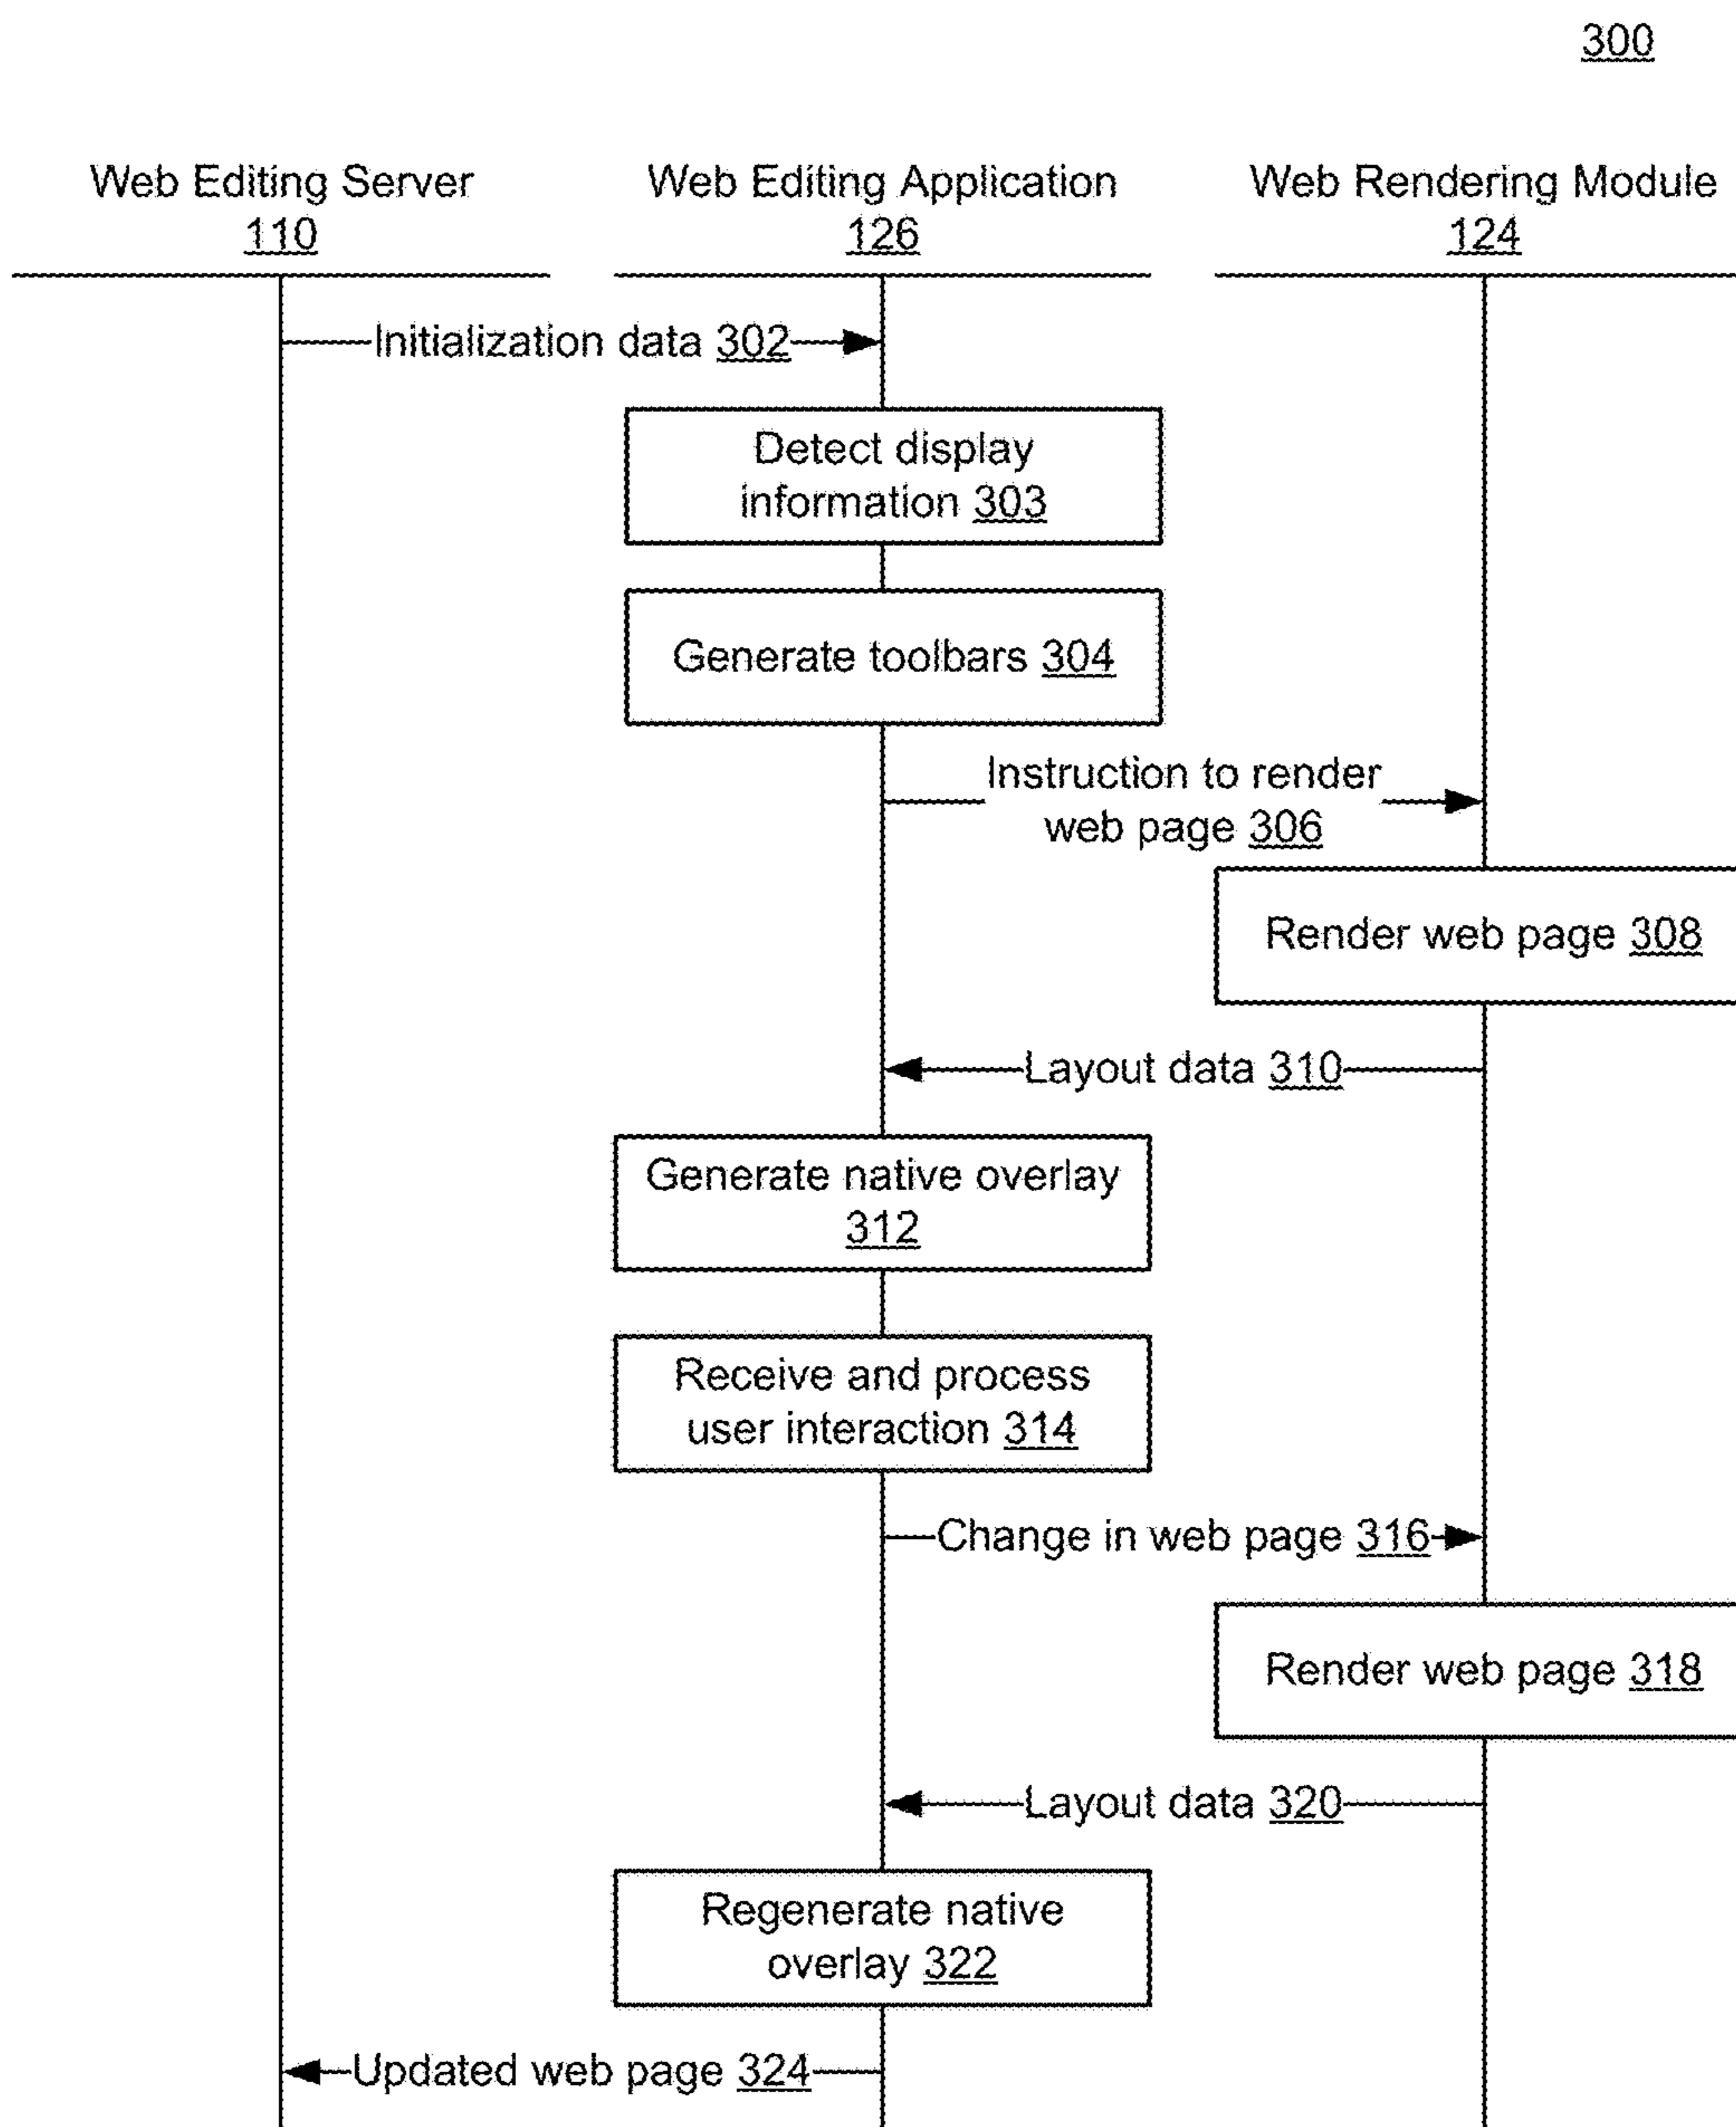 300
Web Editing Server
110
Web Editing Application
126
Web Rendering Module
124
Initialization data 302
Detect display
information 303
Generate toolbars 304
Instruction to render
web page 306
Render web page 308
Layout data 310
Generate native overlay
312
Receive and process
user interaction 314
Change in web page 316
Render web page 318
Layout data 320
Regenerate native
overlay 322
Updated web page 324